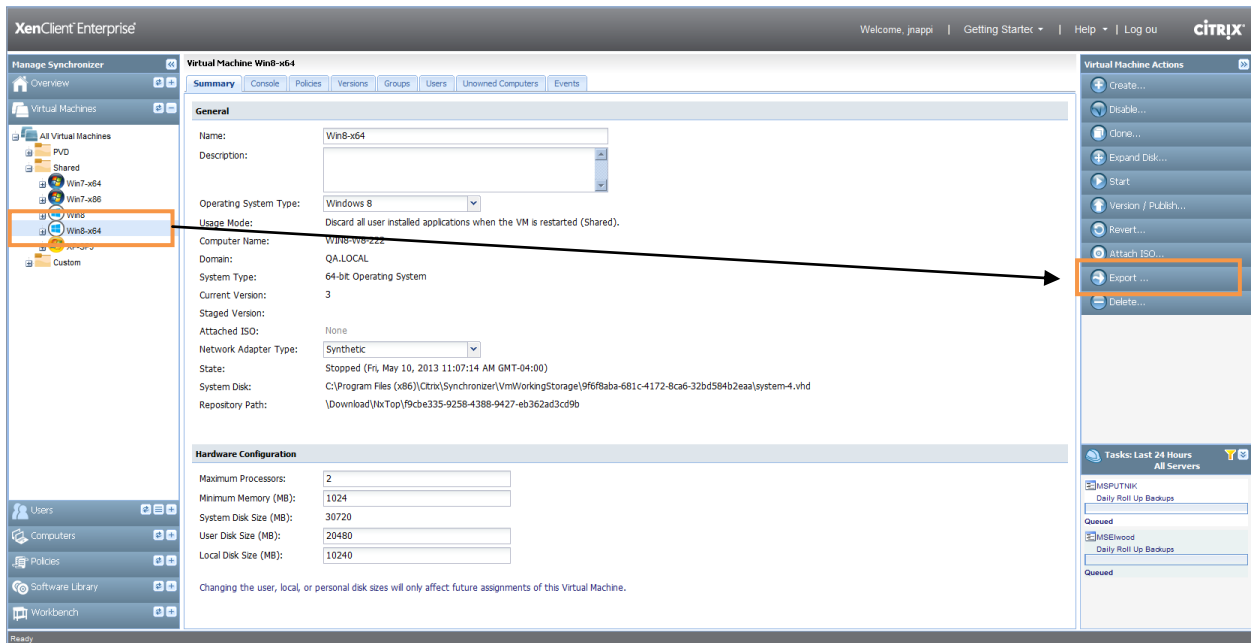 XenClient Enterprise
Welcome, jnappi | Getting Startec | Help | Log ou CITRIX
Manage Synchronizer
Overview
Virtual Machines
All Virtual Machines
PVD
Shared
Win7-x64
Win7-x86
Win8
Win8-x64
XP-SP3
Custom
Users
Computers
Policies
Software Library
Workbench
Ready
Virtual Machine Win8-x64
Summary Console Policies Versions Groups Users Unowned Computers Events
General
Name: Win8-x64
Description:
Operating System Type: Windows 8
Usage Mode: Discard all user installed applications when the VM is restarted (Shared).
Computer Name: WIN8-W8-222
Domain: QA.LOCAL
System Type: 64-bit Operating System
Current Version: 3
Staged Version:
Attached ISO: None
Network Adapter Type: Synthetic
State: Stopped (Fri, May 10, 2013 11:07:14 AM GMT-04:00)
System Disk: C:\Program Files (x86)\Citrix\Synchronizer\VmWorkingStorage\9f6f8aba-681c-4172-8ca6-32bd584b2eaa\system-4.vhd
Repository Path: \Download\NxTop\f9cbe335-9258-4388-9427-eb362ad3cd9b
Hardware Configuration
Maximum Processors: 2
Minimum Memory (MB): 1024
System Disk Size (MB): 30720
User Disk Size (MB): 20480
Local Disk Size (MB): 10240
Changing the user, local, or personal disk sizes will only affect future assignments of this Virtual Machine.
Virtual Machine Actions
Create...
Disable...
Clone...
Expand Disk...
Start
Version / Publish...
Revert...
Attach ISO...
Export ...
Delete...
Tasks: Last 24 Hours
All Servers
MSPUTNIK
Daily Roll Up Backups
Queued
MSElwood
Daily Roll Up Backups
Queued